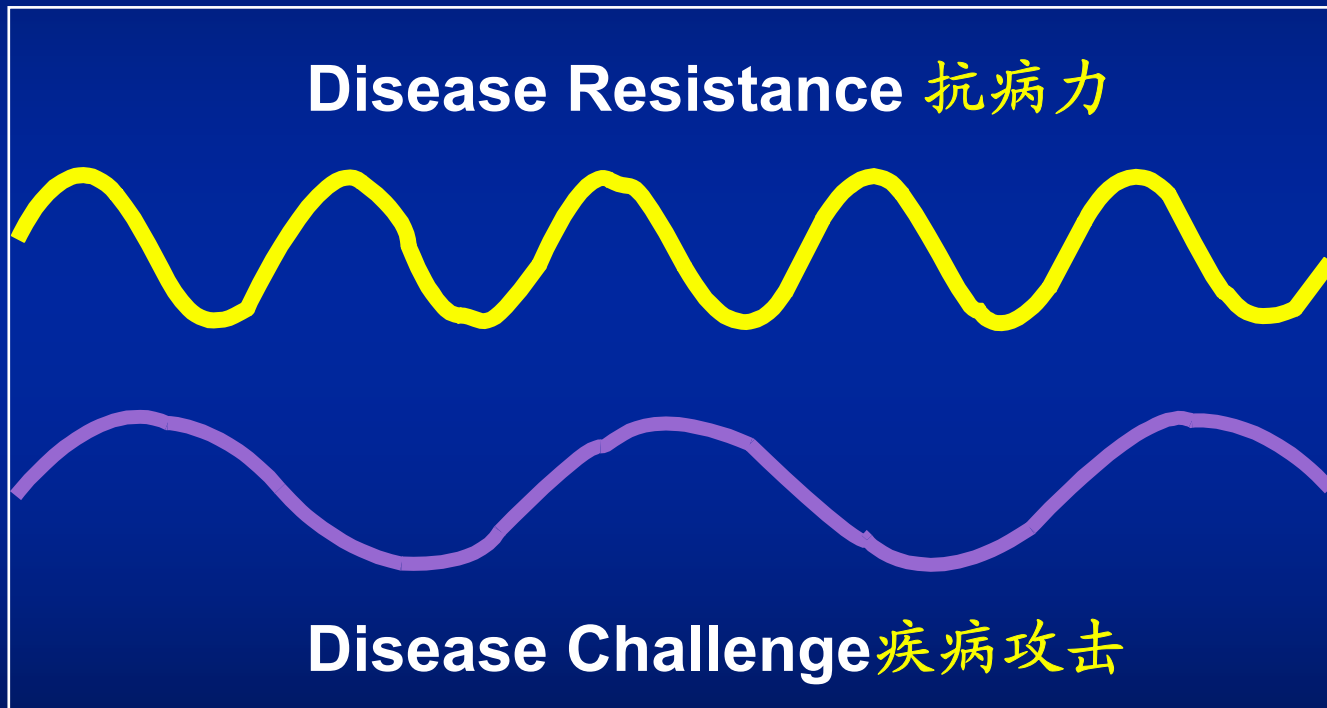 Disease Resistance 抗病力
Disease Challenge疾病攻击